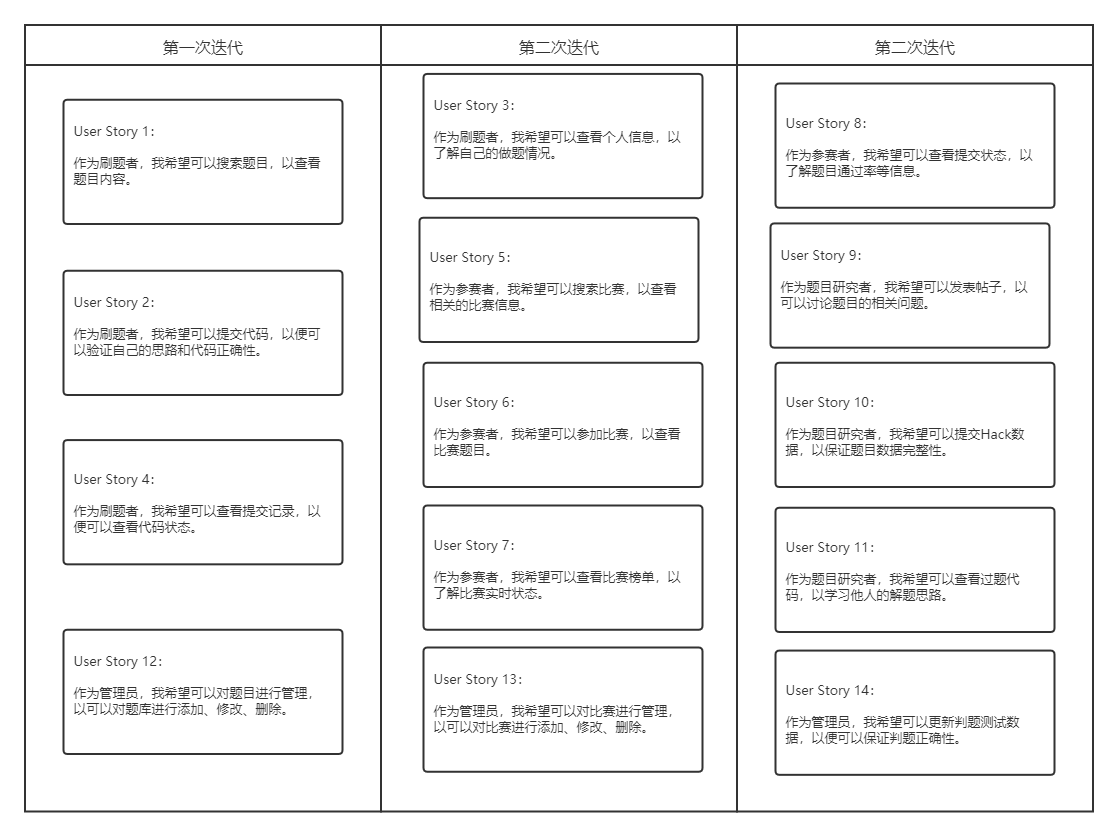 第一次迭代
第二次迭代
第二次迭代
User Story 1：
作为刷题者，我希望可以搜索题目，以查看
题目内容。
User Story 2：
作为刷题者，我希望可以提交代码，以便可
以验证自己的思路和代码正确性。
User Story 4：
作为刷题者，我希望可以查看提交记录，以
便可以查看代码状态。
User Story 12：
作为管理员，我希望可以对题目进行管理，
以可以对题库进行添加、修改、删除。
User Story 3：
作为刷题者，我希望可以查看个人信息，以
了解自己的做题情况。
User Story 5：
作为参赛者，我希望可以搜索比赛，以查看
相关的比赛信息。
User Story 6：
作为参赛者，我希望可以参加比赛，以查看
比赛题目。
User Story 7：
作为参赛者，我希望可以查看比赛榜单，以
了解比赛实时状态。
User Story 13：
作为管理员，我希望可以对比赛进行管理，
以可以对比赛进行添加、修改、删除。
User Story 8：
作为参赛者，我希望可以查看提交状态，以
了解题目通过率等信息。
User Story 9：
作为题目研究者，我希望可以发表帖子，以
可以讨论题目的相关问题。
User Story 10：
作为题目研究者，我希望可以提交Hack数
据，以保证题目数据完整性。
User Story 11：
作为题目研究者，我希望可以查看过题代
码，以学习他人的解题思路。
User Story 14：
作为管理员，我希望可以更新判题测试数
据，以便可以保证判题正确性。